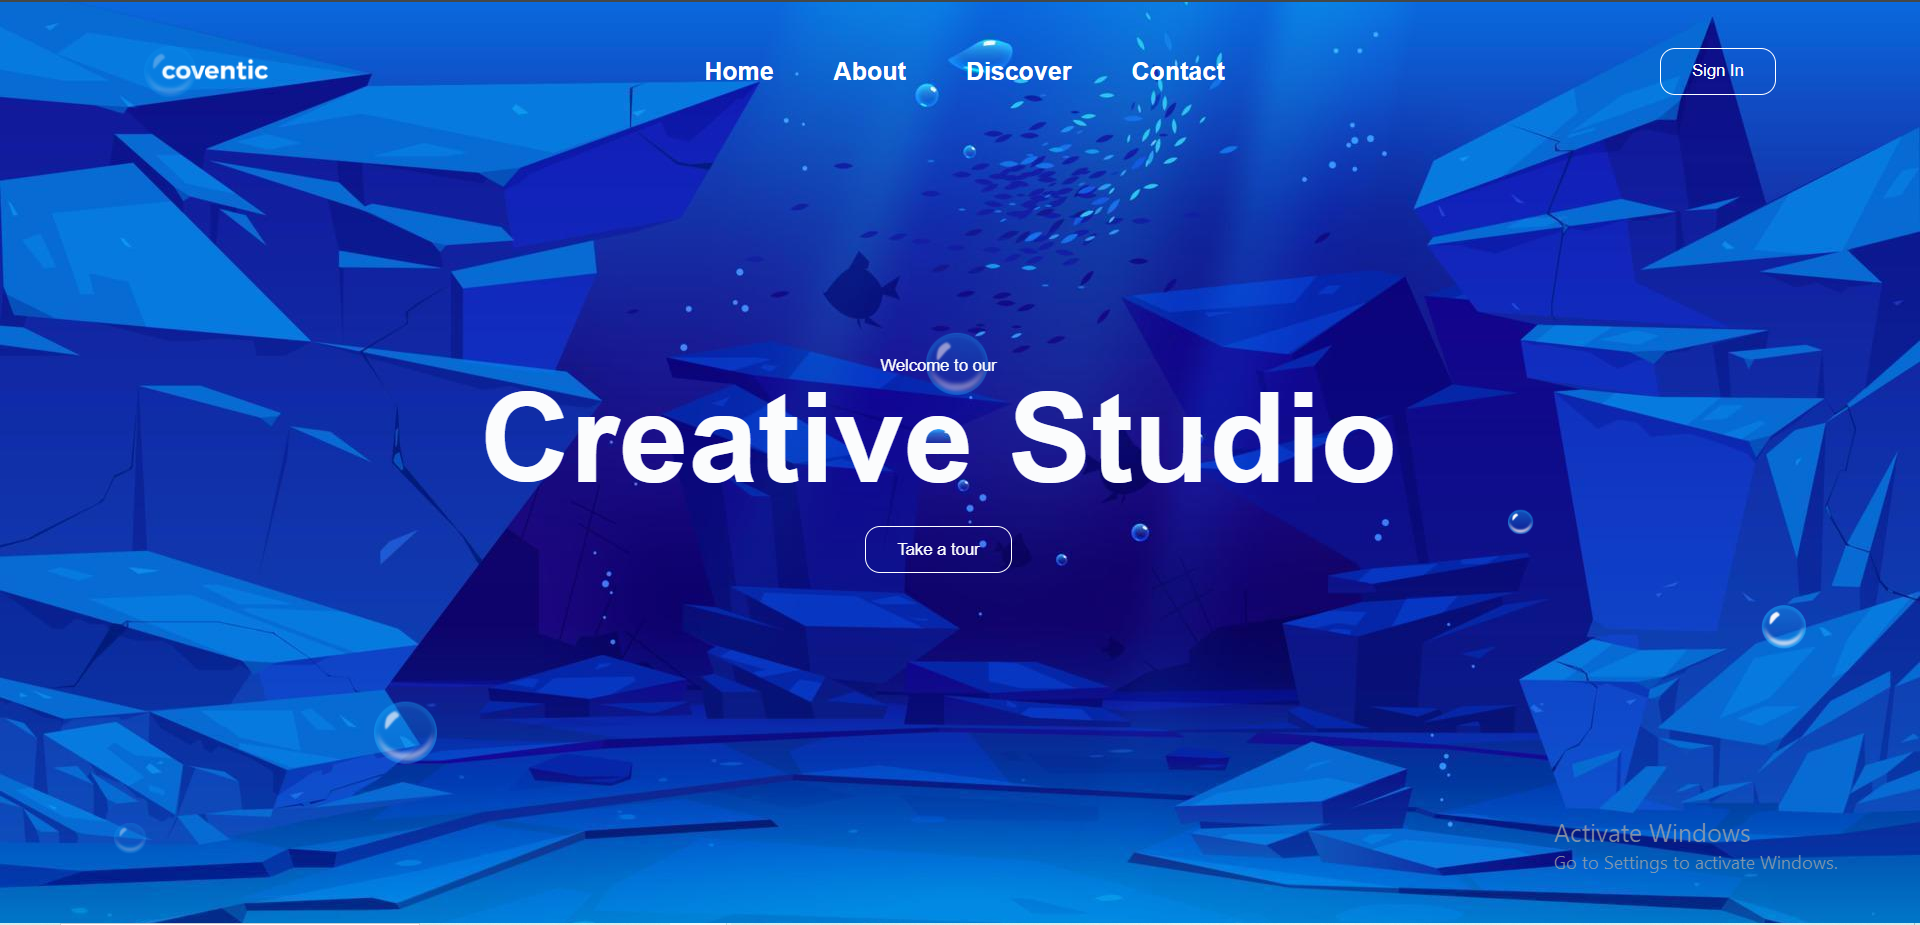 coventic
Home About Discover Contact
Sign In
Welcome to our
Creative Studio
Take a tour
Activate Windows
Go to Settings to activate Windows.